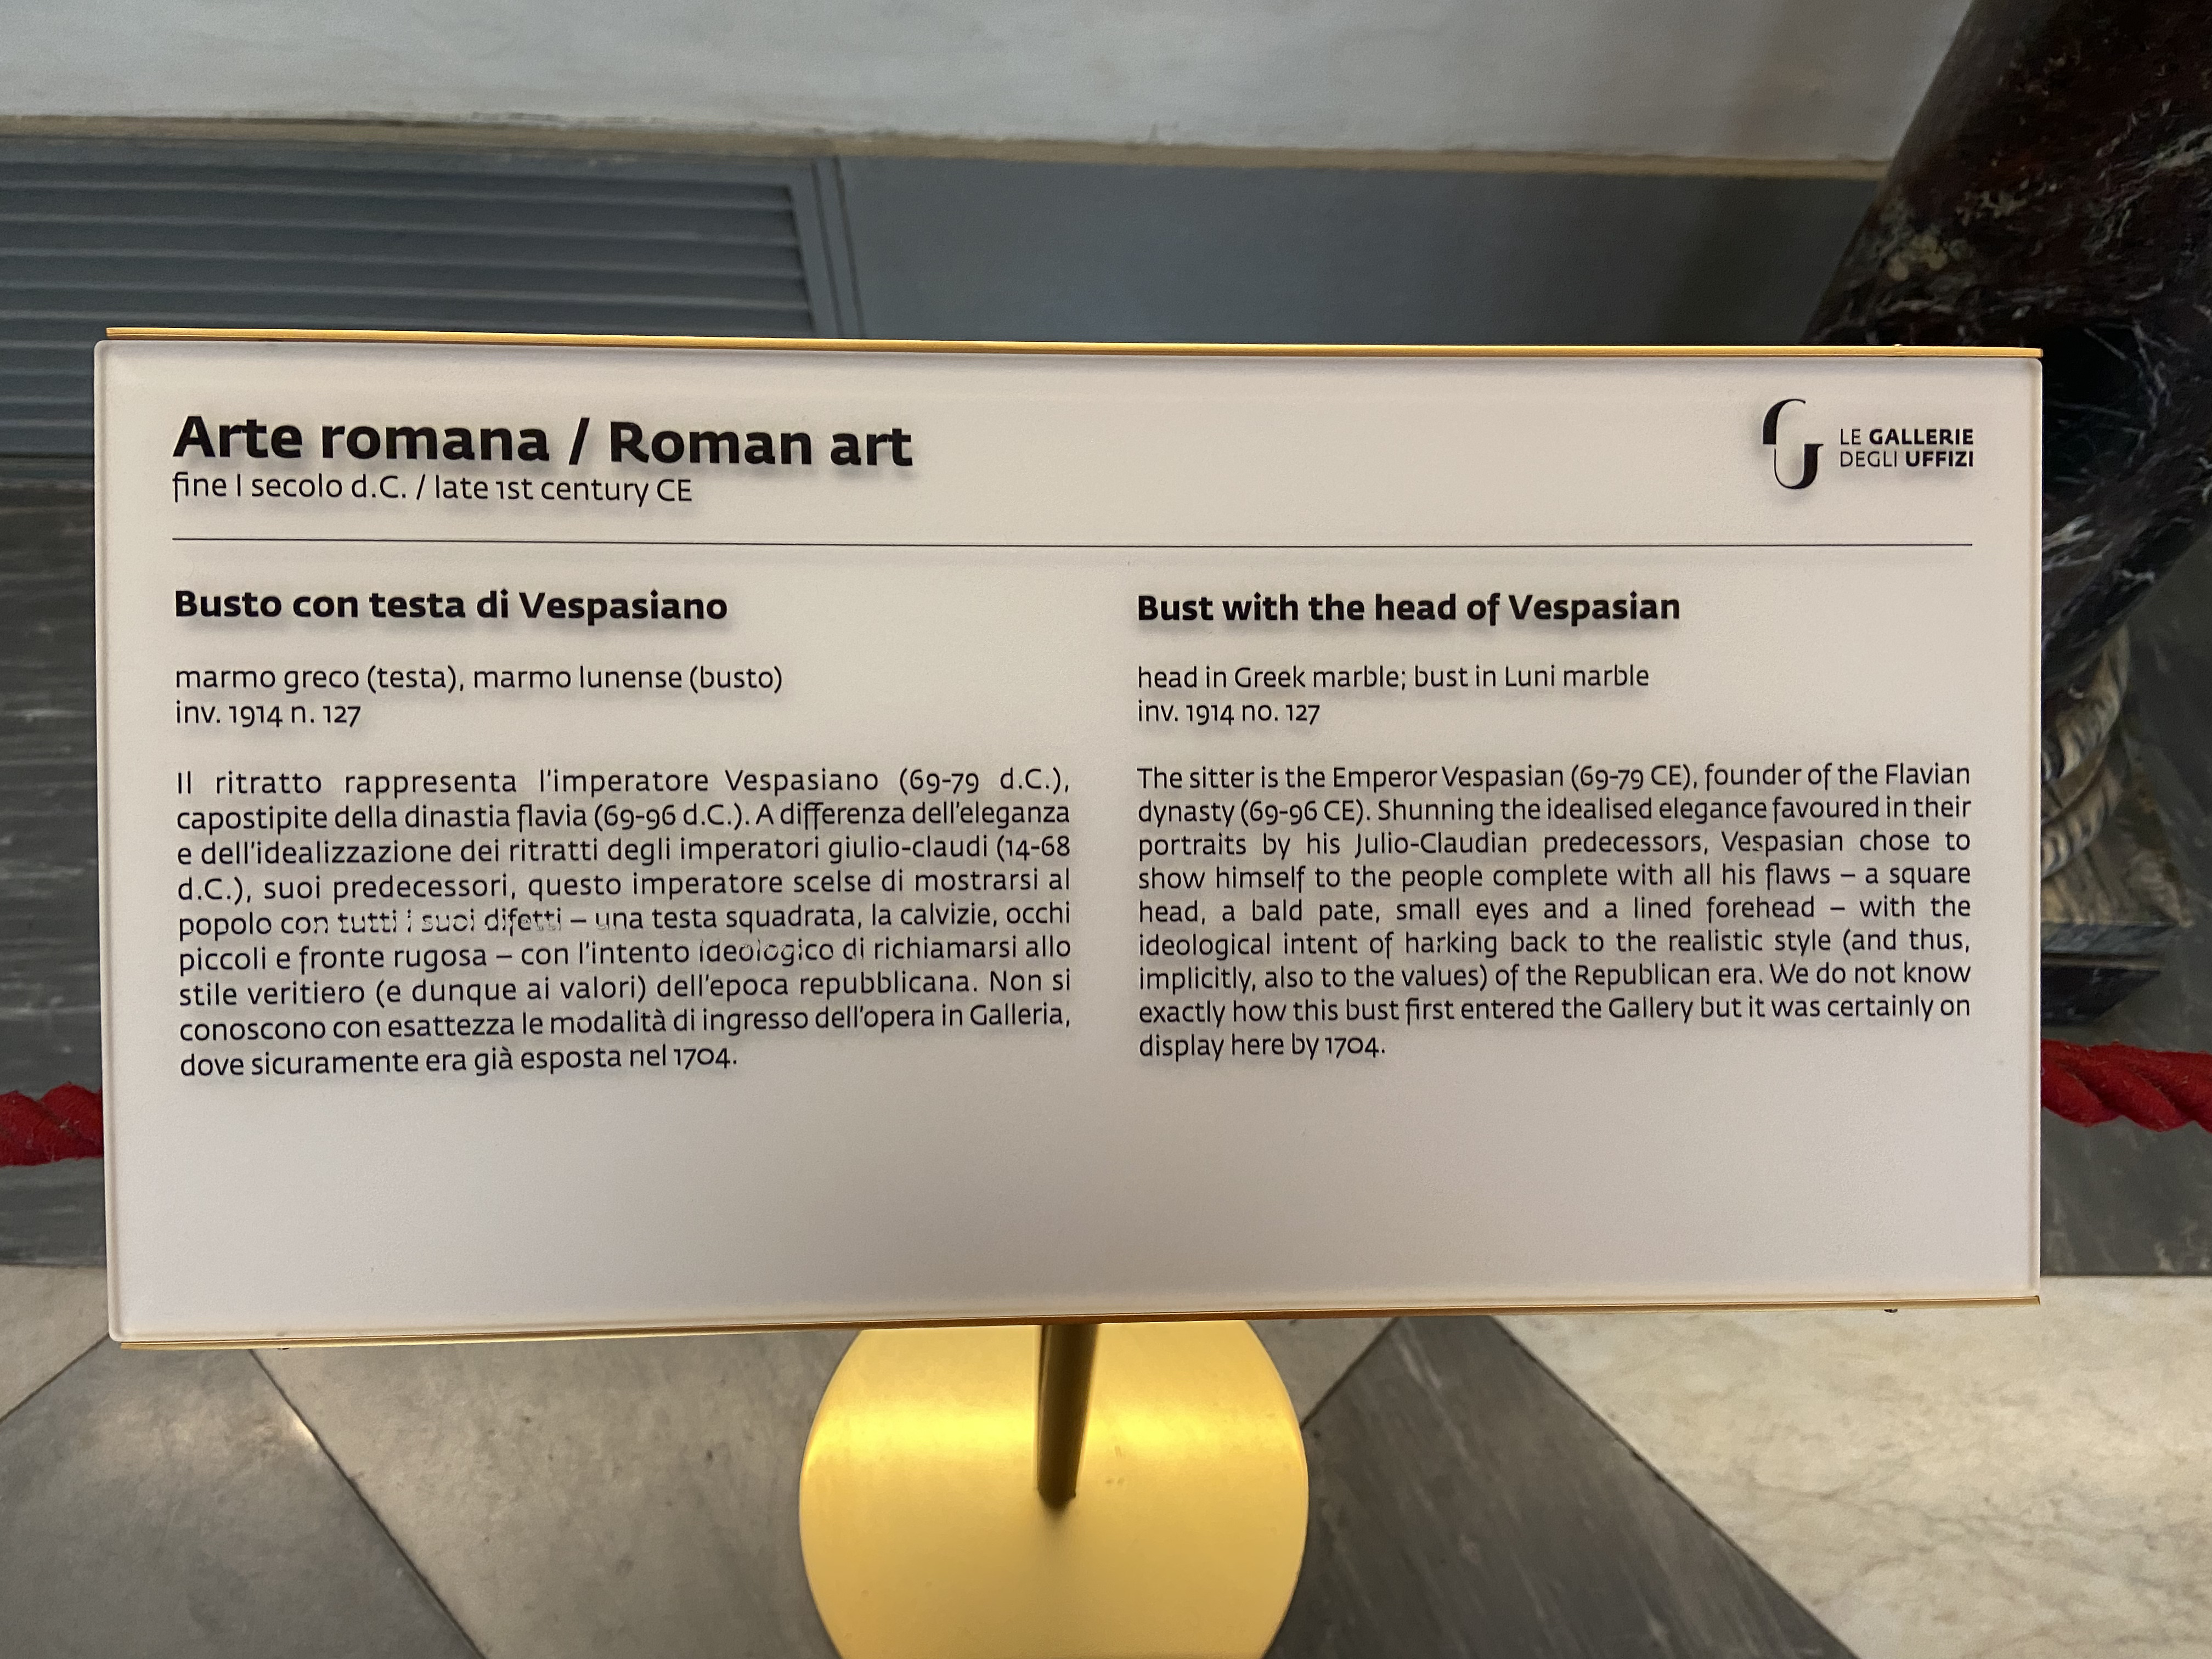 Arte romana / Roman art
fine I secolo d.C. / late 1st century CE
LE GALLERIE
DEGLI UFFIZI
Busto con testa di Vespasiano
marmo greco (testa), marmo lunense (busto)
inv. 1914 n. 127
Il ritratto rappresenta l'imperatore Vespasiano (69-79 d.C.),
capostipite della dinastia flavia (69-96 d.C.). A differenza dell'eleganza
e dell'idealizzazione dei ritratti degli imperatori giulio-claudi (14-68
d.C.), suoi predecessori, questo imperatore scelse di mostrarsi al
popolo con tutti i suoi difetti – una testa squadrata, la calvizie, occhi
piccoli e fronte rugosa – con l'intento ideologico di richiamarsi allo
stile veritiero (e dunque ai valori) dell'epoca repubblicana. Non si
conoscono con esattezza le modalità di ingresso dell'opera in Galleria,
dove sicuramente era già esposta nel 1704.
Bust with the head of Vespasian
head in Greek marble; bust in Luni marble
inv. 1914 no. 127
The sitter is the Emperor Vespasian (69-79 CE), founder of the Flavian
dynasty (69-96 CE). Shunning the idealised elegance favoured in their
portraits by his Julio-Claudian predecessors, Vespasian chose to
show himself to the people complete with all his flaws – a square
head, a bald pate, small eyes and a lined forehead – with the
ideological intent of harking back to the realistic style (and thus,
implicitly, also to the values) of the Republican era. We do not know
exactly how this bust first entered the Gallery but it was certainly on
display here by 1704.